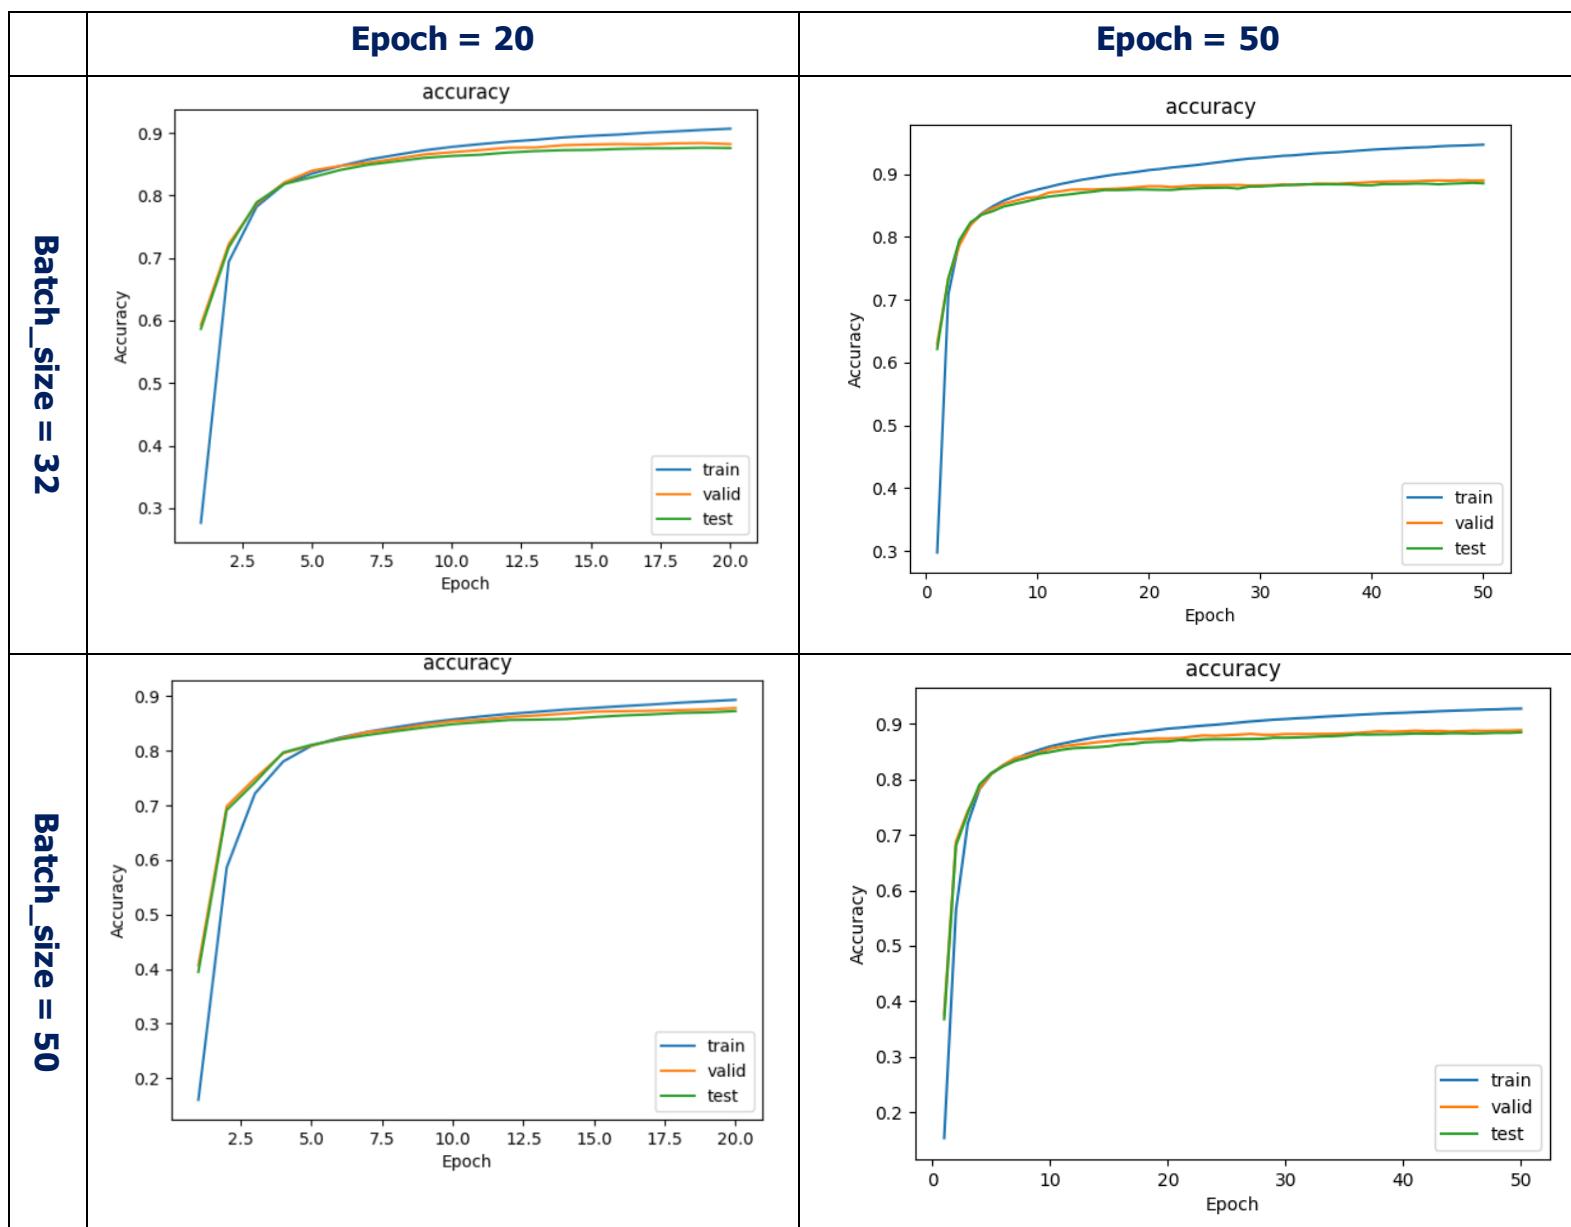 Epoch = 20
Epoch = 50
Batch_size = 32
accuracy
Accuracy
0.9
0.8
0.7
0.6
0.5
0.4
0.3
train
valid
test
2.5 5.0 7.5 10.0 12.5 15.0 17.5 20.0
Epoch
accuracy
Accuracy
0.9
0.8
0.7
0.6
0.5
0.4
0.3
train
valid
test
0 10 20 30 40 50
Epoch
Batch_size = 50
accuracy
Accuracy
0.9
0.8
0.7
0.6
0.5
0.4
0.3
0.2
train
valid
test
2.5 5.0 7.5 10.0 12.5 15.0 17.5 20.0
Epoch
accuracy
Accuracy
0.9
0.8
0.7
0.6
0.5
0.4
0.3
0.2
train
valid
test
0 10 20 30 40 50
Epoch